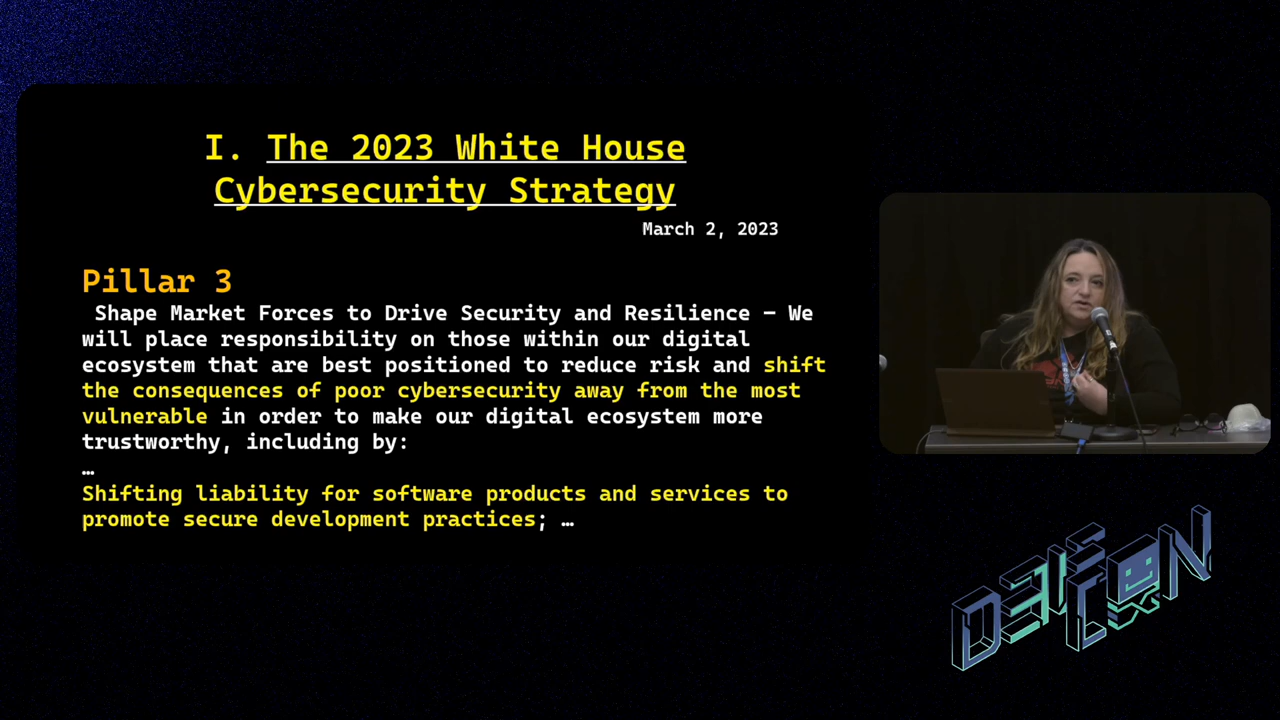 I. The 2023 White House
Cybersecurity Strategy
March 2, 2023
Pillar 3
Shape Market Forces to Drive Security and Resilience – We
will place responsibility on those within our digital
ecosystem that are best positioned to reduce risk and shift
the consequences of poor cybersecurity away from the most
vulnerable in order to make our digital ecosystem more
trustworthy, including by:
…
Shifting liability for software products and services to
promote secure development practices; …
DEF
CON